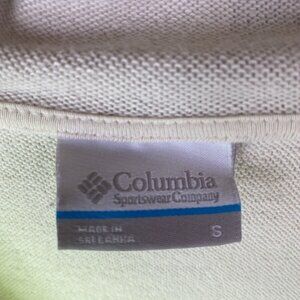 Columbia
Sportswear Company
MADE IN
SRI LANKA
S